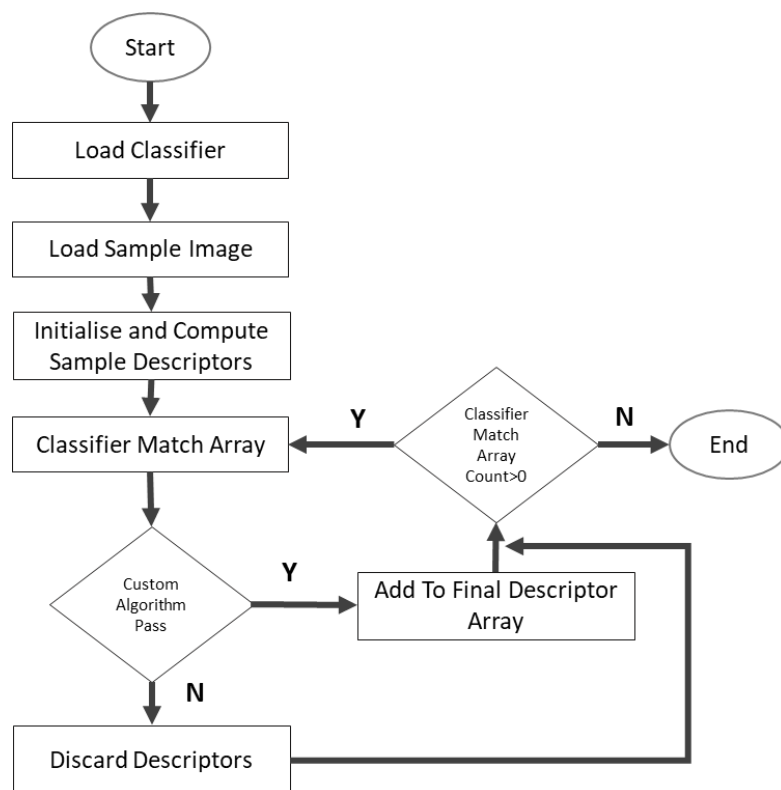 Start
Load Classifier
Load Sample Image
Initialise and Compute
Sample Descriptors
Classifier Match Array
Y
Classifier
Match
Array
Count>0
N
End
Custom
Algorithm
Pass
Y
Add To Final Descriptor
Array
N
Discard Descriptors